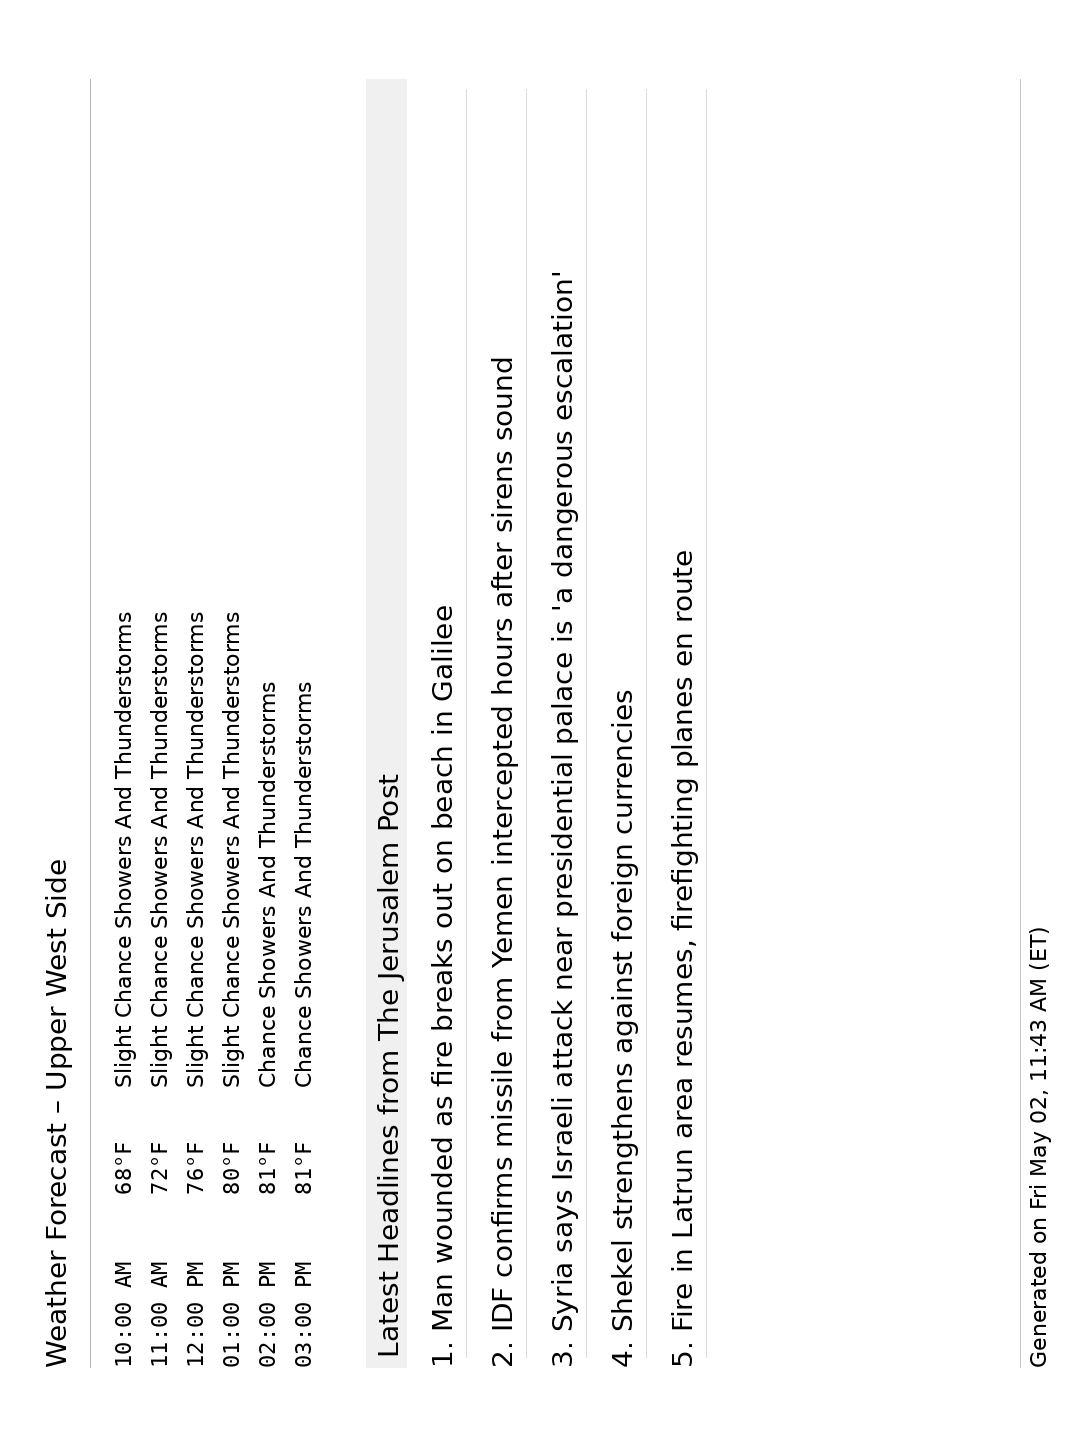 Weather Forecast – Upper West Side
10:00 AM 68°F Slight Chance Showers And Thunderstorms
11:00 AM 72°F Slight Chance Showers And Thunderstorms
12:00 PM 76°F Slight Chance Showers And Thunderstorms
01:00 PM 80°F Slight Chance Showers And Thunderstorms
02:00 PM 81°F Chance Showers And Thunderstorms
03:00 PM 81°F Chance Showers And Thunderstorms
Latest Headlines from The Jerusalem Post
1. Man wounded as fire breaks out on beach in Galilee
2. IDF confirms missile from Yemen intercepted hours after sirens sound
3. Syria says Israeli attack near presidential palace is 'a dangerous escalation'
4. Shekel strengthens against foreign currencies
5. Fire in Latrun area resumes, firefighting planes en route
Generated on Fri May 02, 11:43 AM (ET)